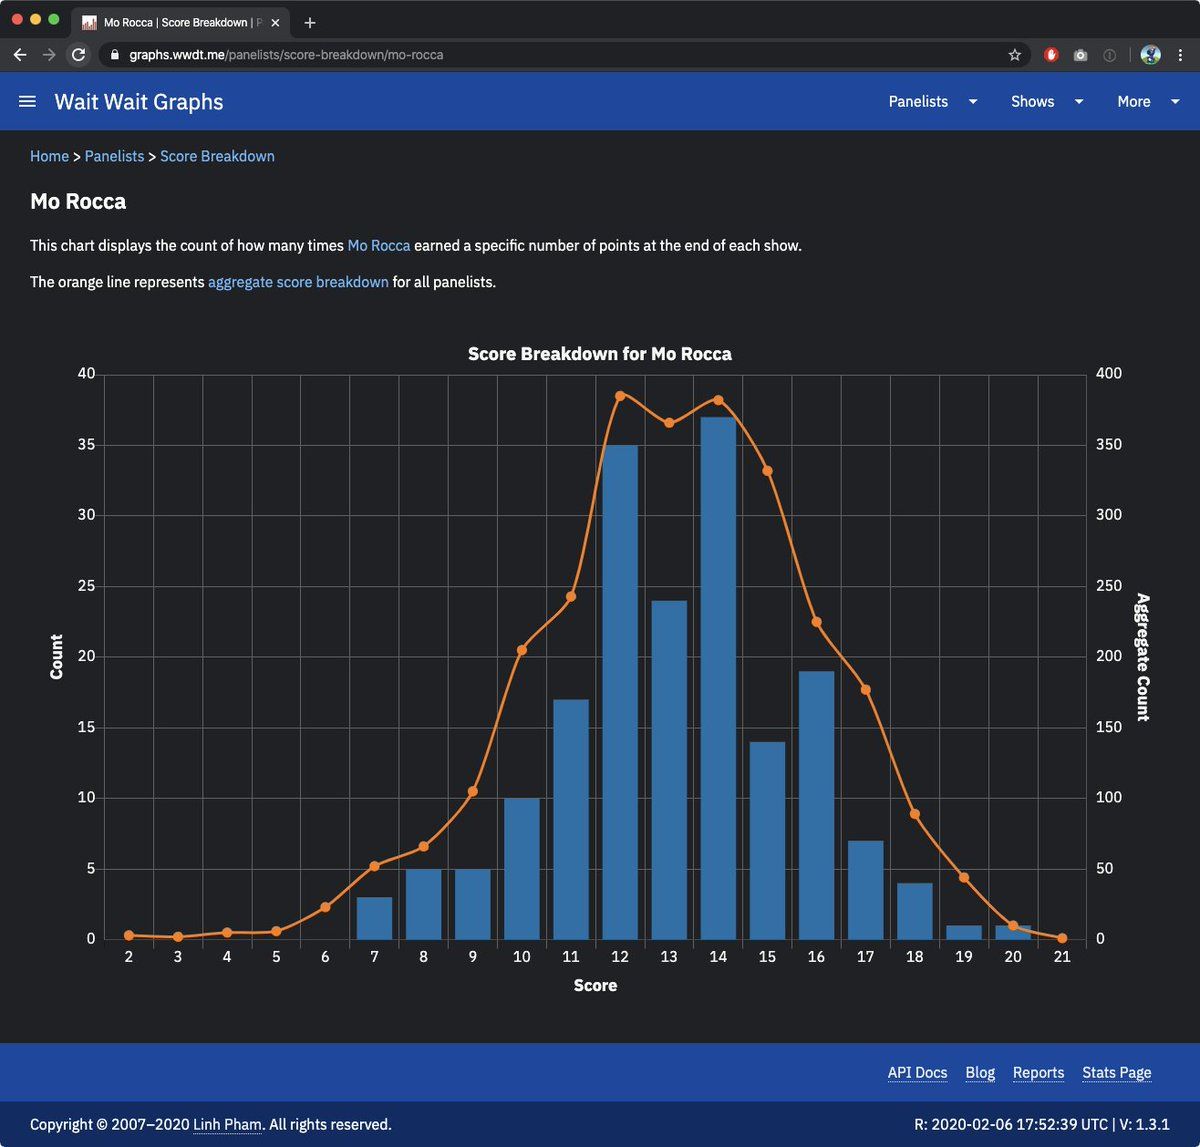 Mo Rocca | Score Breakdown | P
graphs.wwdt.me/panelists/score-breakdown/mo-rocca
Wait Wait Graphs
Panelists Shows More
Home > Panelists > Score Breakdown
Mo Rocca
This chart displays the count of how many times Mo Rocca earned a specific number of points at the end of each show.
The orange line represents aggregate score breakdown for all panelists.
Score Breakdown for Mo Rocca
40 400
35 350
30 300
25 250
20 200
15 150
10 100
5 50
0 0
Count
Aggregate Count
2 3 4 5 6 7 8 9 10 11 12 13 14 15 16 17 18 19 20 21
Score
API Docs Blog Reports Stats Page
Copyright © 2007–2020 Linh Pham. All rights reserved. R: 2020-02-06 17:52:39 UTC | V: 1.3.1